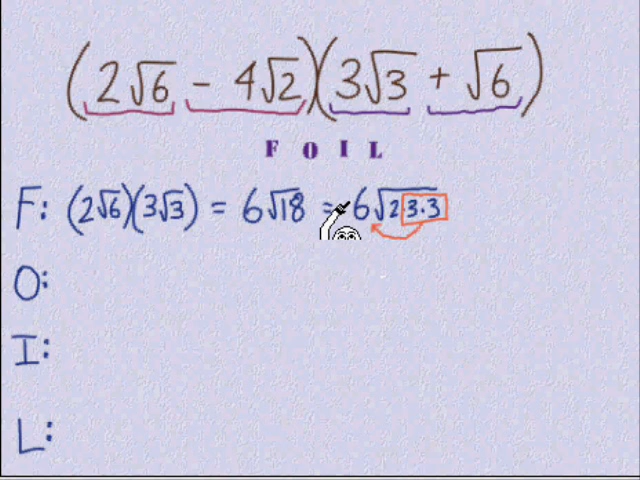 (2√6 - 4√2)(3√3 + √6)
F O I L
F: (2√6)(3√3) = 6√18 = 6√2·3·3
O:
I:
L: